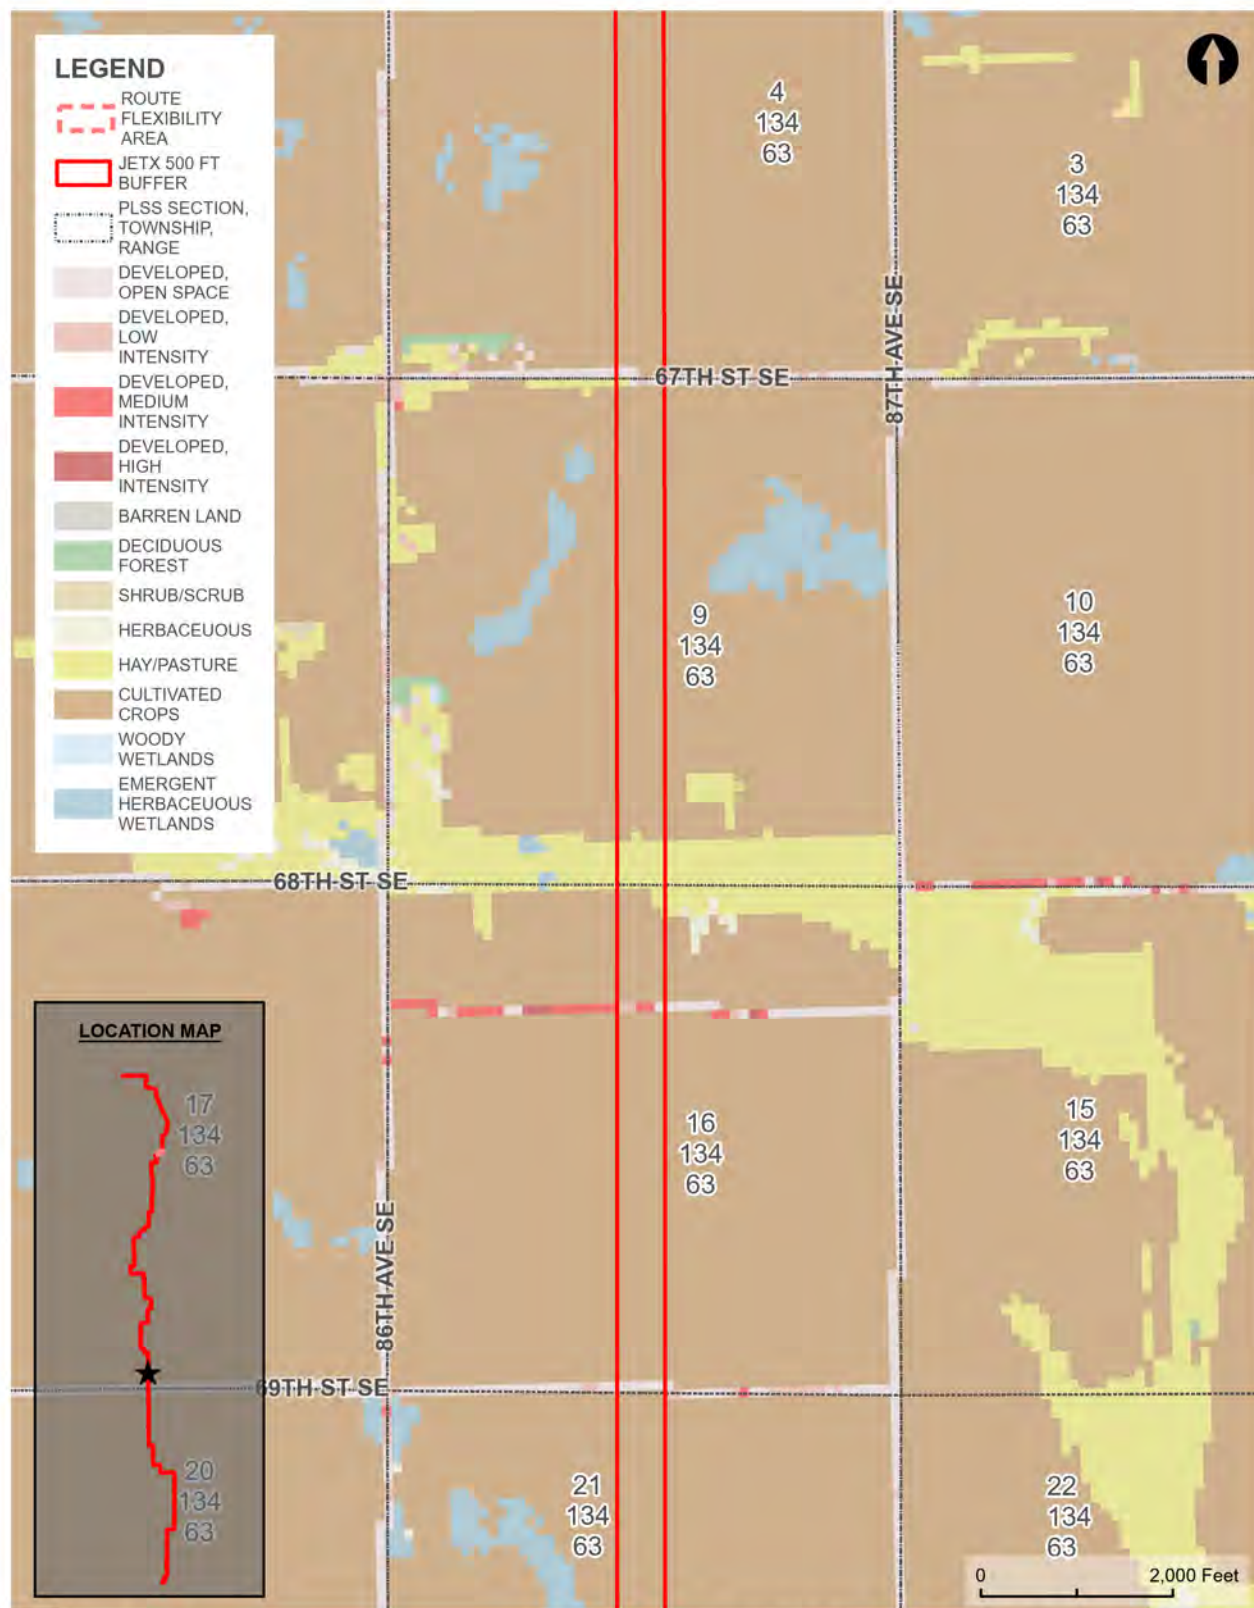 LEGEND
ROUTE
FLEXIBILITY
AREA
JETX 500 FT
BUFFER
PLSS SECTION,
TOWNSHIP,
RANGE
DEVELOPED,
OPEN SPACE
DEVELOPED,
LOW
INTENSITY
DEVELOPED,
MEDIUM
INTENSITY
DEVELOPED,
HIGH
INTENSITY
BARREN LAND
DECIDUOUS
FOREST
SHRUB/SCRUB
HERBACEUOUS
HAY/PASTURE
CULTIVATED
CROPS
WOODY
WETLANDS
EMERGENT
HERBACEUOUS
WETLANDS
4
134
63
3
134
63
87TH AVE SE
67TH ST SE
9
134
63
10
134
63
68TH ST SE
LOCATION MAP
17
134
63
16
134
63
15
134
63
86TH AVE SE
69TH ST SE
20
134
63
21
134
63
22
134
63
0
2,000 Feet